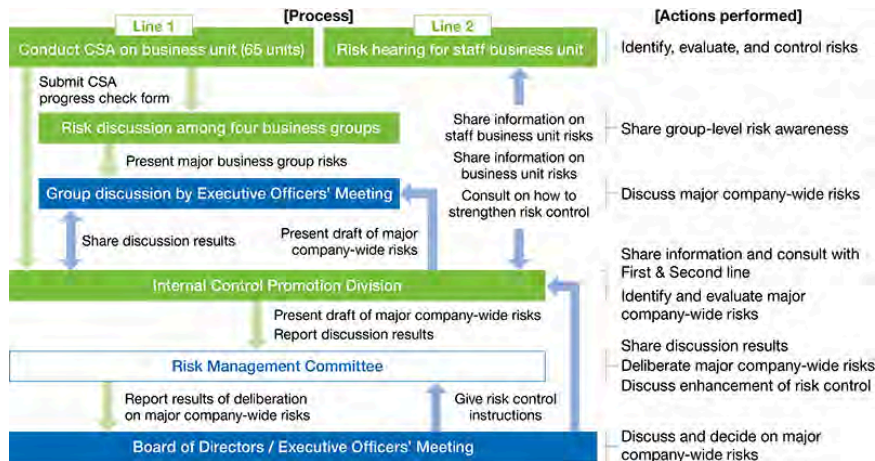 [Process]
[Actions performed]
Line 1
Line 2
Conduct CSA on business unit (65 units)
Risk hearing for staff business unit
Identify, evaluate, and control risks
Submit CSA
progress check form
Share information on
staff business unit risks
Risk discussion among four business groups
Share group-level risk awareness
Present major business group risks
Share information on
business unit risks
Group discussion by Executive Officers' Meeting
Consult on how to
strengthen risk control
Discuss major company-wide risks
Share discussion results
Present draft of
major company-wide
risks
Share information and consult with
First & Second line
Internal Control Promotion Division
Identify and evaluate major
company-wide risks
Present draft of major company-wide risks
Report discussion results
Share discussion results
Risk Management Committee
Deliberate major company-wide risks
Discuss enhancement of risk control
Report results of deliberation
on major company-wide risks
Give risk control
instructions
Board of Directors / Executive Officers' Meeting
Discuss and decide on major
company-wide risks